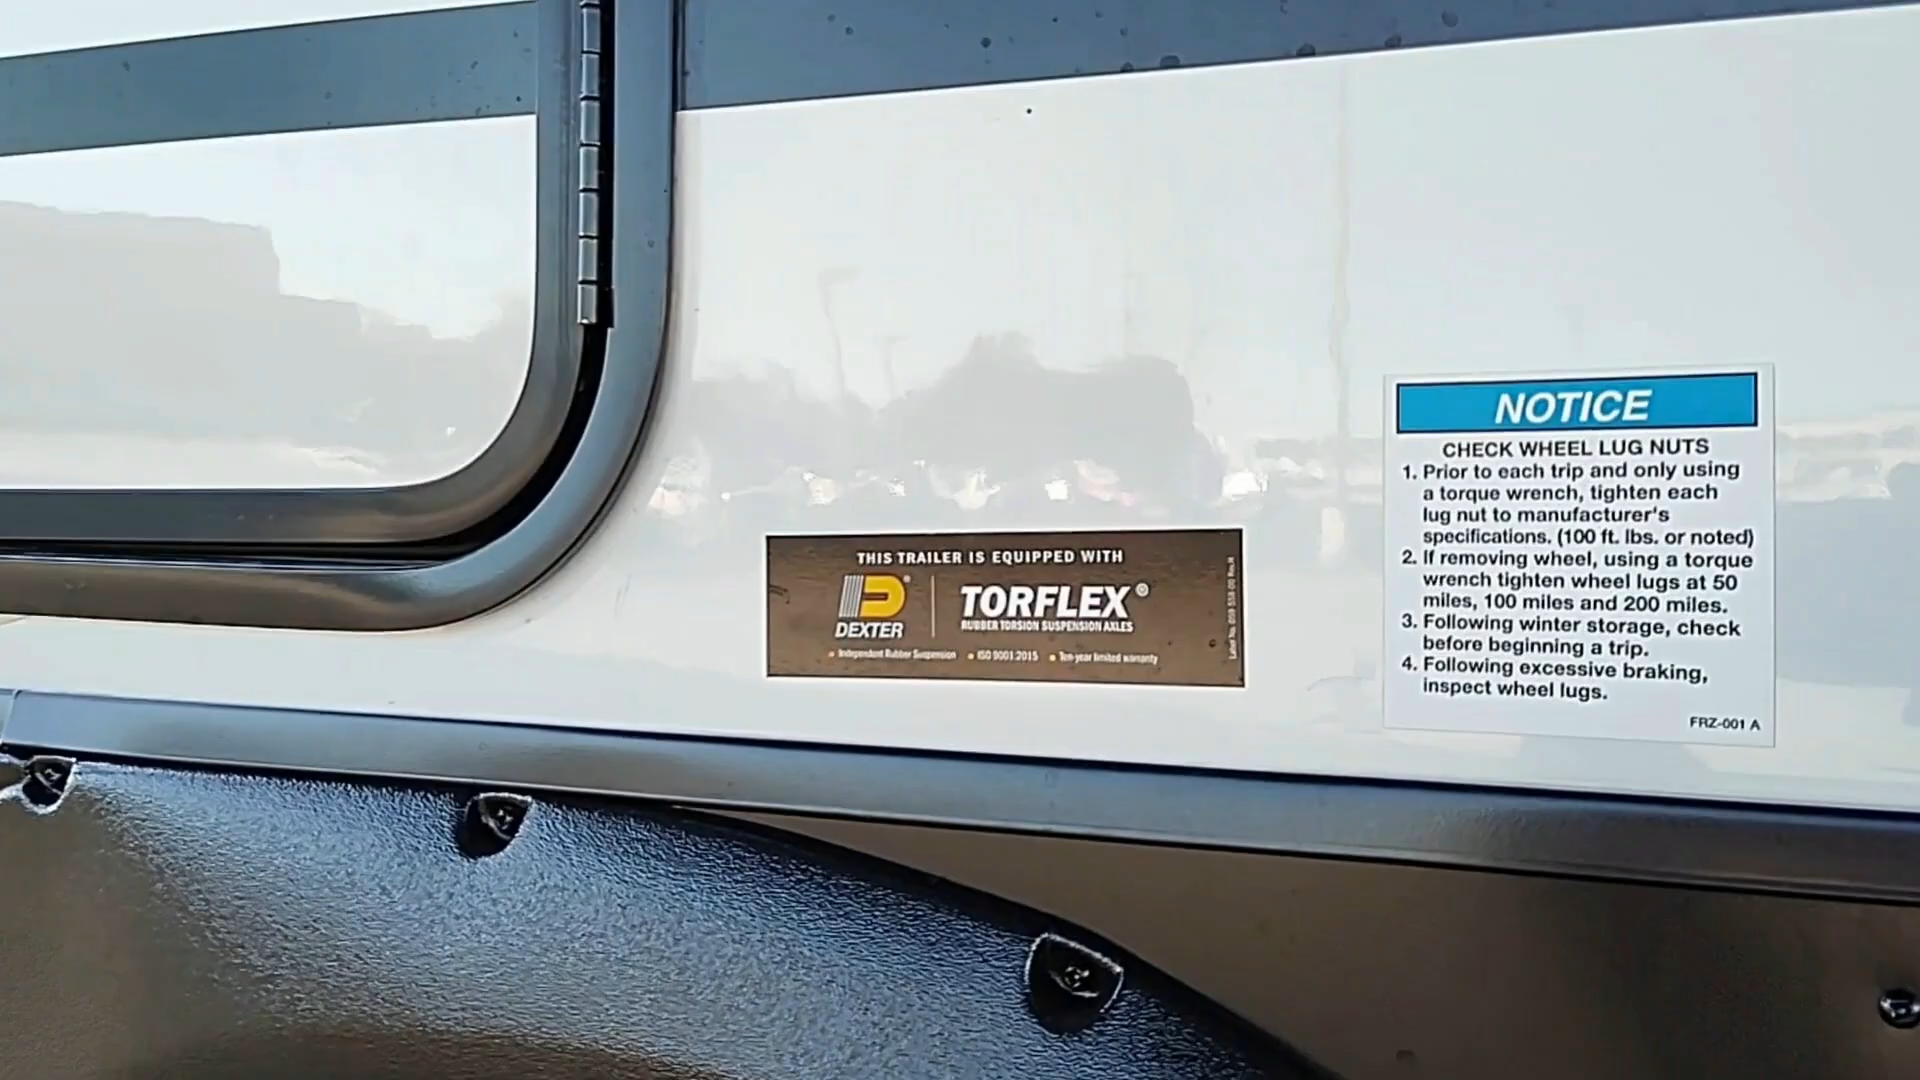 THIS TRAILER IS EQUIPPED WITH
DEXTER
TORFLEX®
RUBBER TORSION SUSPENSION AXLES
Independent Rubber Suspension • ISO 9001:2015 • Ten-year limited warranty
NOTICE
CHECK WHEEL LUG NUTS
1. Prior to each trip and only using
a torque wrench, tighten each
lug nut to manufacturer's
specifications. (100 ft. lbs. or noted)
2. If removing wheel, using a torque
wrench tighten wheel lugs at 50
miles, 100 miles and 200 miles.
3. Following winter storage, check
before beginning a trip.
4. Following excessive braking,
inspect wheel lugs.
FRZ-001 A